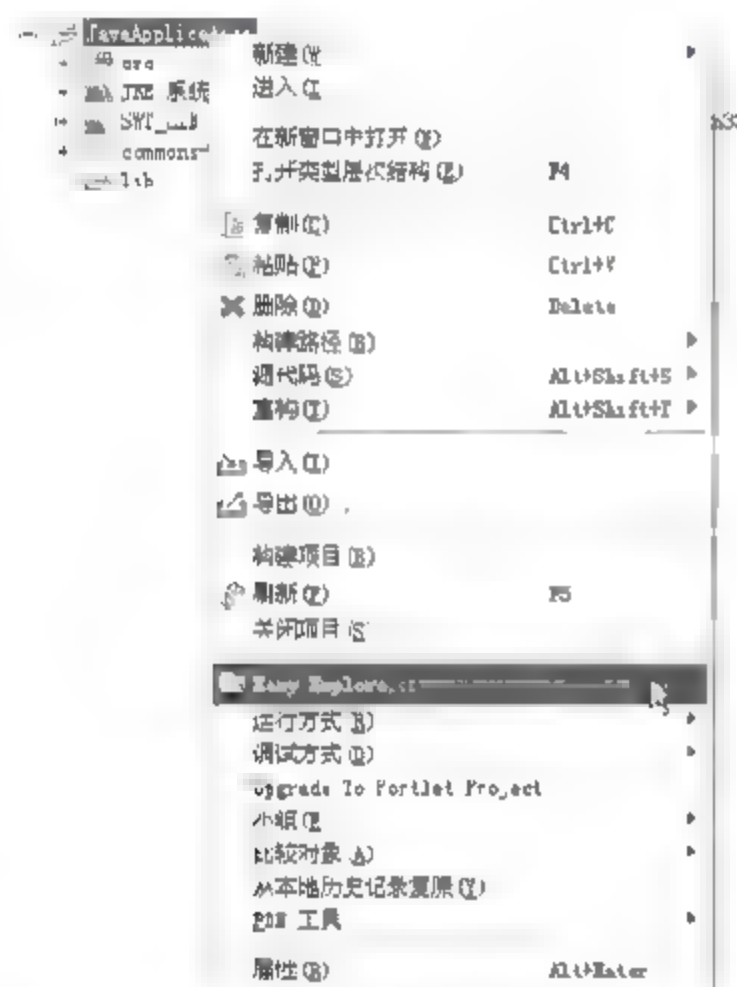 JavaApplication
src
JRE 系统
SWT_
commons-
lib
新建(W)
进入(I)
在新窗口中打开(N)
打开类型层次结构(E) F4
复制(C) Ctrl+C
粘贴(P) Ctrl+V
删除(D) Delete
构建路径(B)
源代码(S) Alt+Shift+S
重构(T) Alt+Shift+T
导入(I)
导出(O)
构建项目(B)
刷新(F) F5
关闭项目(S)
Easy Explore
运行方式(R)
调试方式(D)
Upgrade To Portlet Project
小组(E)
比较对象(A)
从本地历史记录复原(Y)
PDE 工具
属性(R) Alt+Enter